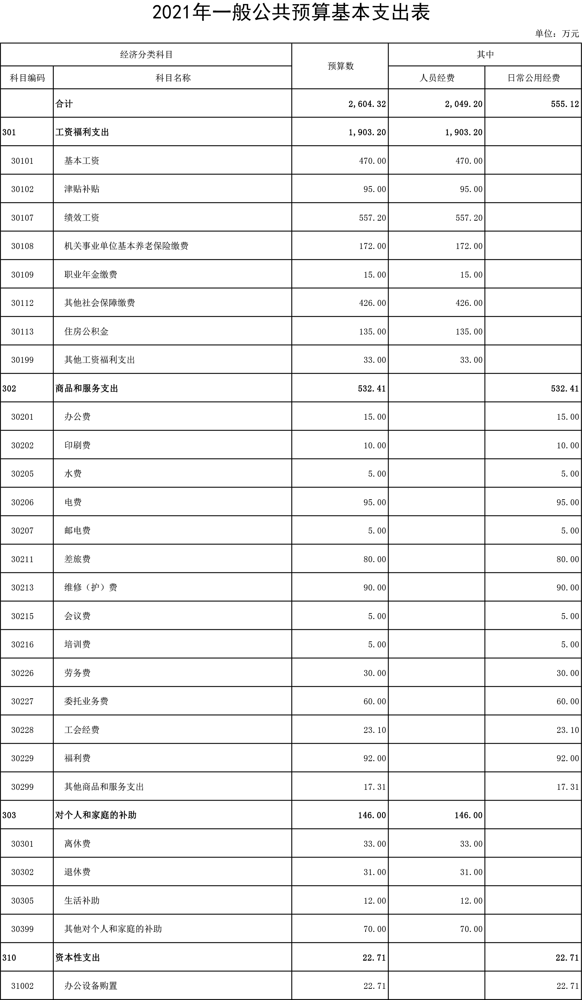 2021年一般公共预算基本支出表
单位：万元
经济分类科目 预算数 其中
科目编码 科目名称 人员经费 日常公用经费
合计 2,604.32 2,049.20 555.12
301 工资福利支出 1,903.20 1,903.20
30101 基本工资 470.00 470.00
30102 津贴补贴 95.00 95.00
30107 绩效工资 557.20 557.20
30108 机关事业单位基本养老保险缴费 172.00 172.00
30109 职业年金缴费 15.00 15.00
30112 其他社会保障缴费 426.00 426.00
30113 住房公积金 135.00 135.00
30199 其他工资福利支出 33.00 33.00
302 商品和服务支出 532.41 532.41
30201 办公费 15.00 15.00
30202 印刷费 10.00 10.00
30205 水费 5.00 5.00
30206 电费 95.00 95.00
30207 邮电费 5.00 5.00
30211 差旅费 80.00 80.00
30213 维修（护）费 90.00 90.00
30215 会议费 5.00 5.00
30216 培训费 5.00 5.00
30226 劳务费 30.00 30.00
30227 委托业务费 60.00 60.00
30228 工会经费 23.10 23.10
30229 福利费 92.00 92.00
30299 其他商品和服务支出 17.31 17.31
303 对个人和家庭的补助 146.00 146.00
30301 离休费 33.00 33.00
30302 退休费 31.00 31.00
30305 生活补助 12.00 12.00
30399 其他对个人和家庭的补助 70.00 70.00
310 资本性支出 22.71 22.71
31002 办公设备购置 22.71 22.71